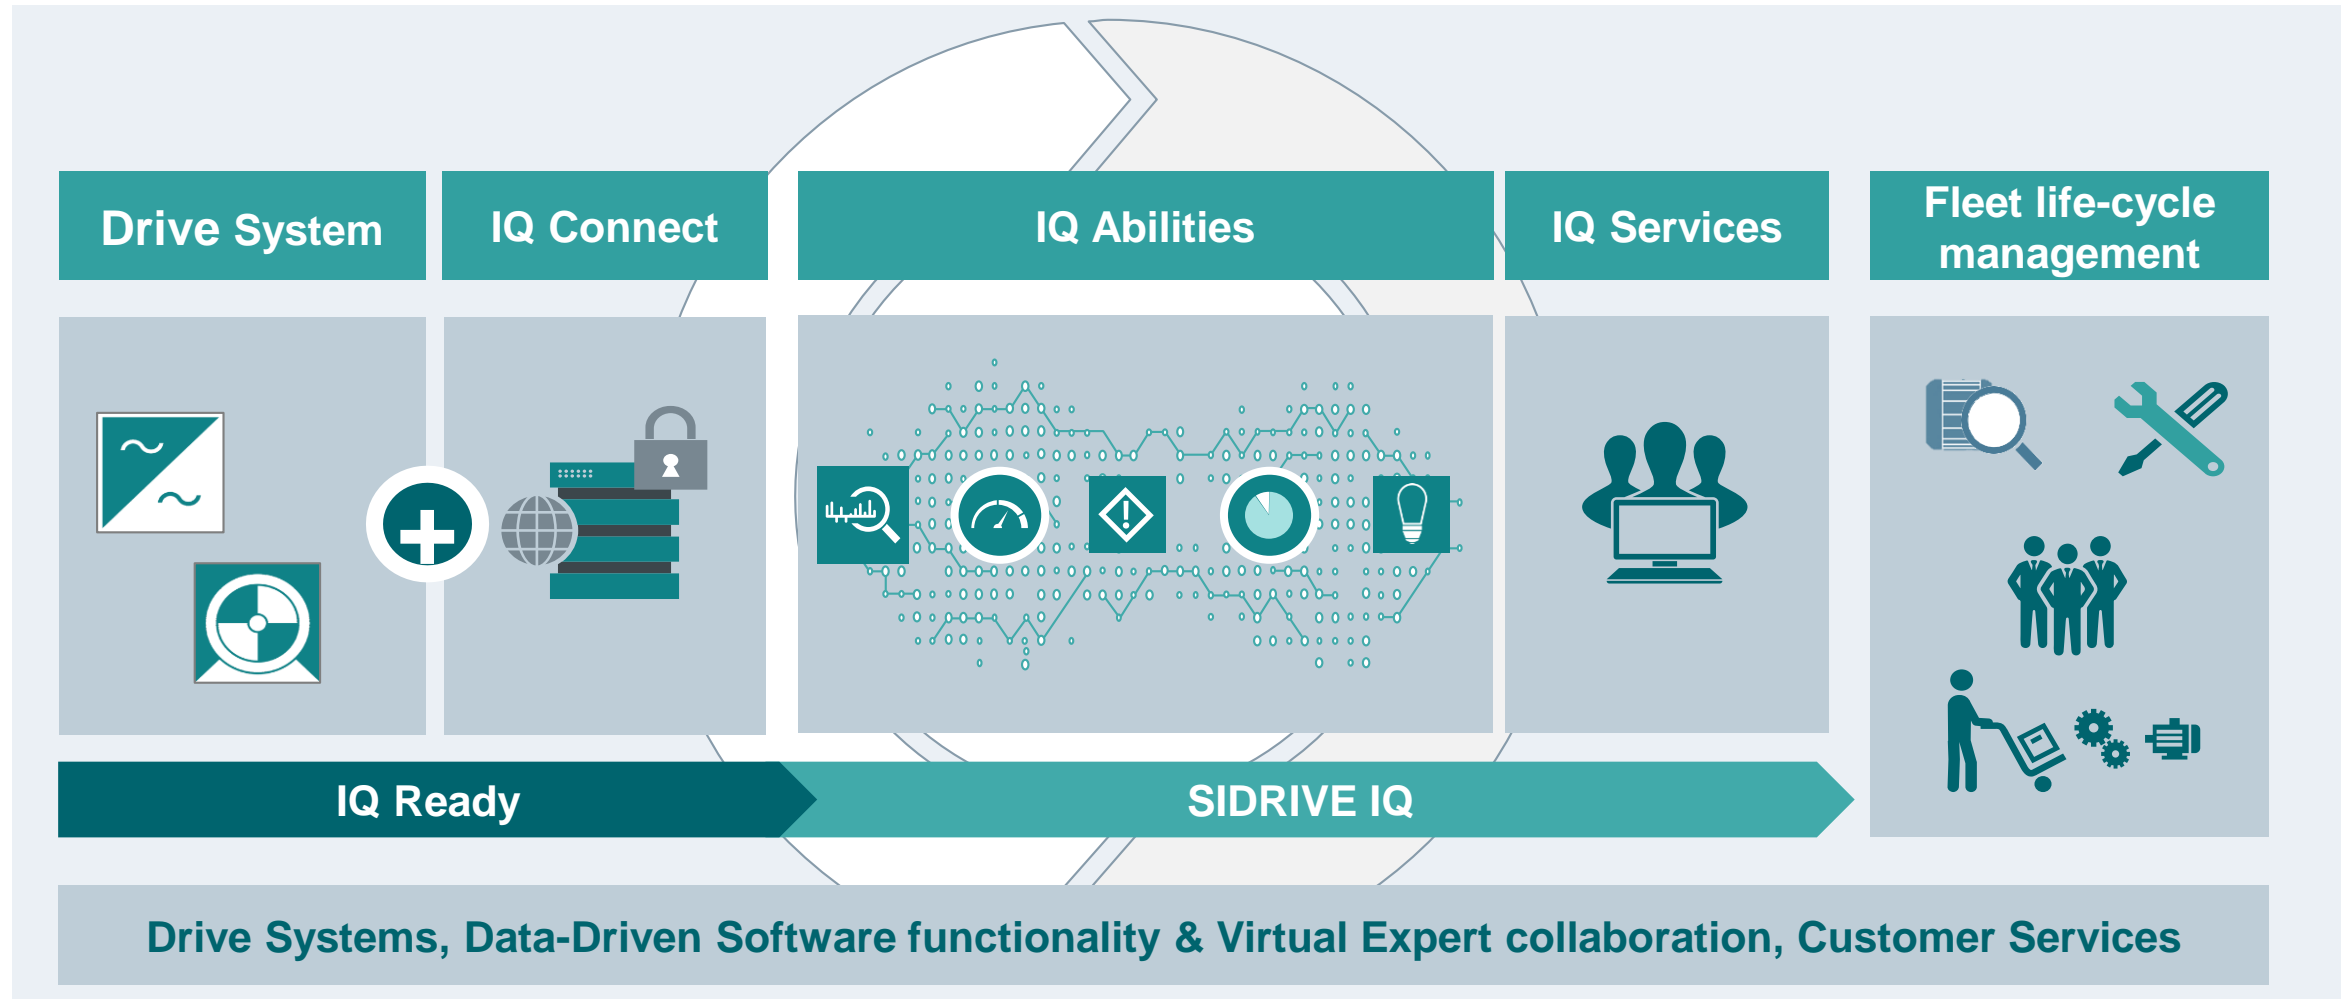 Drive System
IQ Connect
IQ Abilities
IQ Services
Fleet life-cycle
management
IQ Ready
SIDRIVE IQ
Drive Systems, Data-Driven Software functionality & Virtual Expert collaboration, Customer Services